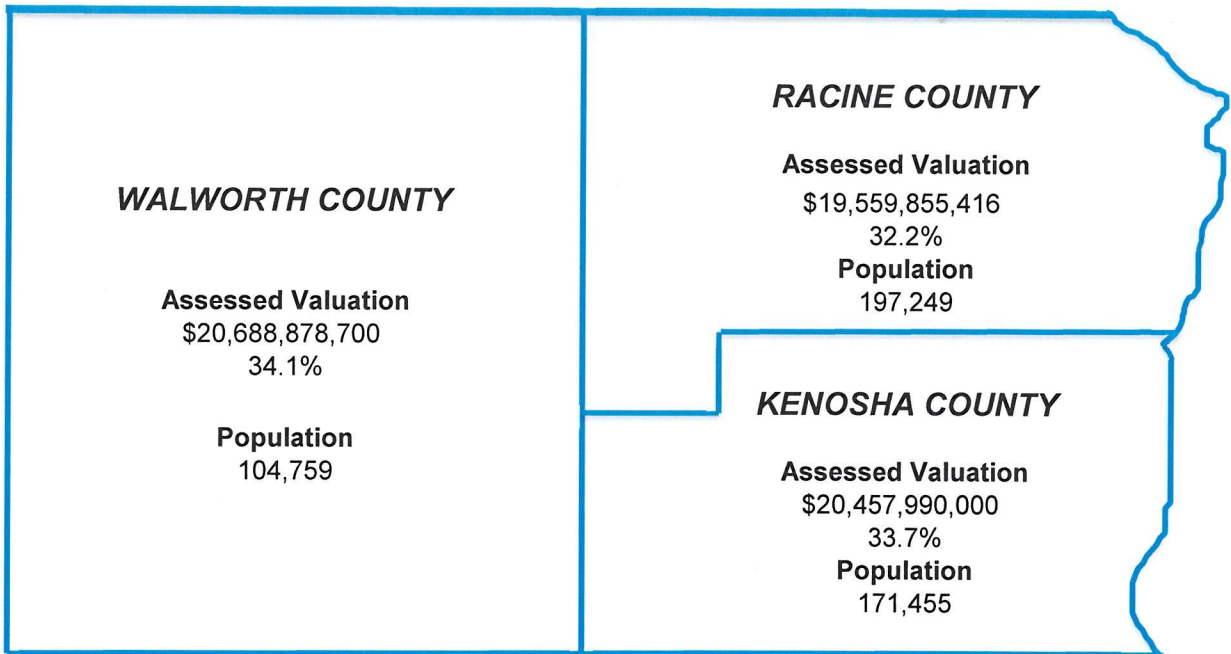 WALWORTH COUNTY
Assessed Valuation
$20,688,878,700
34.1%
Population
104,759
RACINE COUNTY
Assessed Valuation
$19,559,855,416
32.2%
Population
197,249
KENOSHA COUNTY
Assessed Valuation
$20,457,990,000
33.7%
Population
171,455